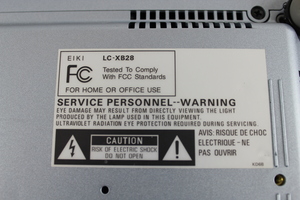 EIKI LC-XB28
FC Tested To Comply
With FCC Standards
FOR HOME OR OFFICE USE
SERVICE PERSONNEL--WARNING
EYE DAMAGE MAY RESULT FROM DIRECTLY VIEWING THE LIGHT
PRODUCED BY THE LAMP USED IN THIS EQUIPMENT.
ULTRAVIOLET RADIATION EYE PROTECTION REQUIRED DURING SERVICING.
CAUTION
RISK OF ELECTRIC SHOCK
DO NOT OPEN
AVIS: RISQUE DE CHOC
ELECTRIQUE - NE
PAS OUVRIR